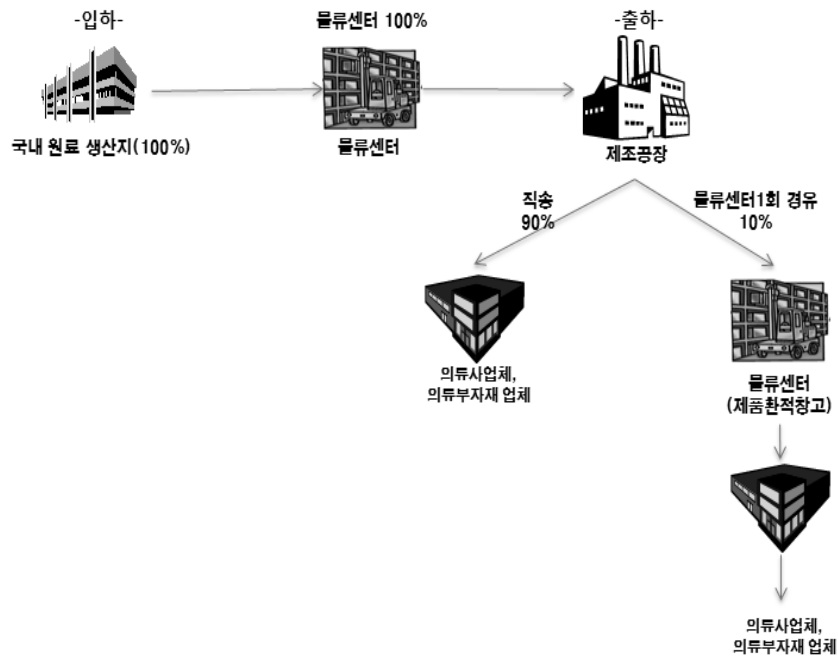 -입하-
물류센터 100%
-출하-
국내 원료 생산지(100%)
물류센터
제조공장
직송
90%
물류센터1회 경유
10%
의류사업체,
의류부자재 업체
물류센터
(제품환적창고)
의류사업체,
의류부자재 업체